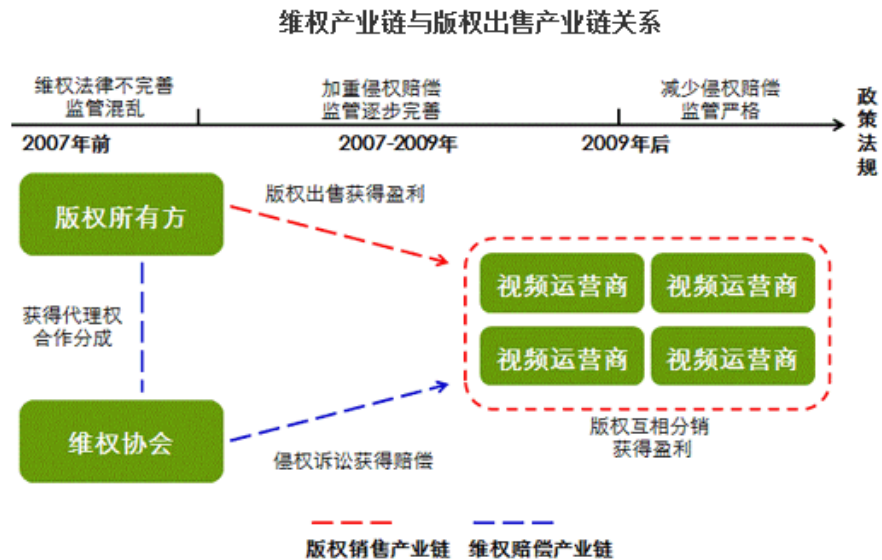 维权产业链与版权出售产业链关系
维权法律不完善
监管混乱
加重侵权赔偿
监管逐步完善
减少侵权赔偿
监管严格
政策法规
2007年前
2007-2009年
2009年后
版权所有方
版权出售获得盈利
视频运营商
视频运营商
视频运营商
视频运营商
获得代理权
合作分成
维权协会
侵权诉讼获得赔偿
版权互相分销
获得盈利
版权销售产业链
维权赔偿产业链